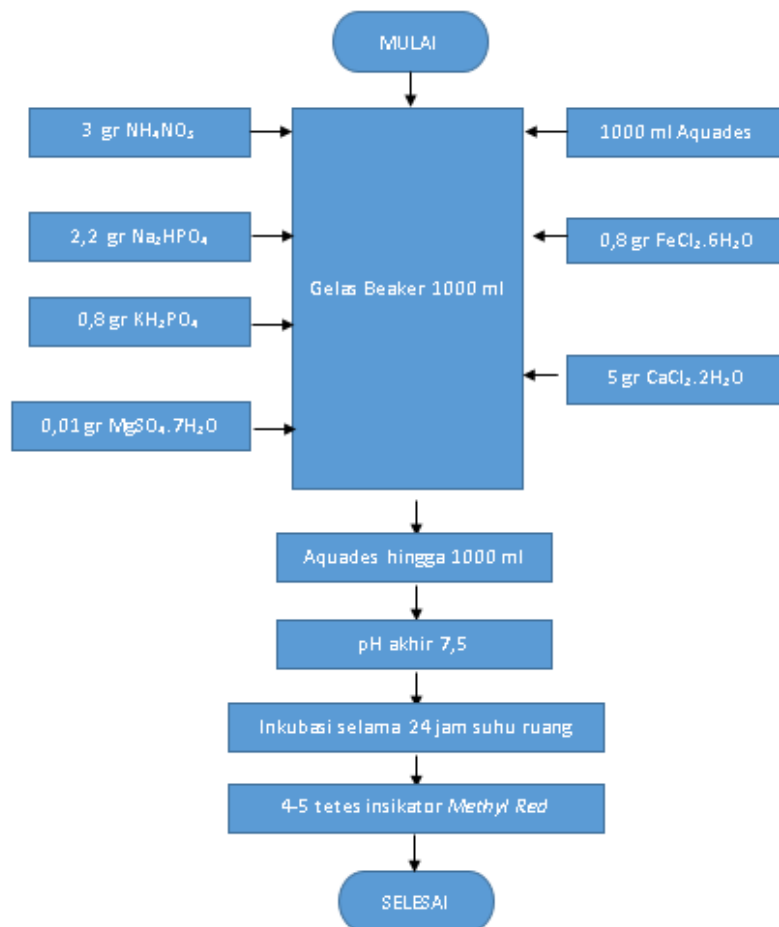 MULAI
3 gr NH₄NO₃
1000 ml Aquades
2,2 gr Na₂HPO₄
0,8 gr FeCl₂.6H₂O
Gelas Beaker 1000 ml
0,8 gr KH₂PO₄
5 gr CaCl₂.2H₂O
0,01 gr MgSO₄.7H₂O
Aquades hingga 1000 ml
pH akhir 7,5
Inkubasi selama 24 jam suhu ruang
4-5 tetes insikator Methyl Red
SELESAI